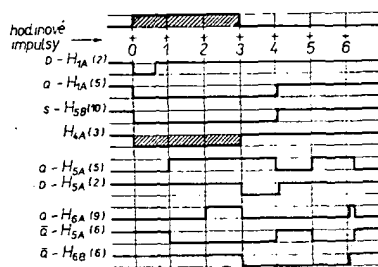 hodinové
impulsy
0 1 2 3 4 5 6
D-H1A(2)
Q-H1A(5)
S-H5B(10)
H4A(3)
Q-H5A(5)
D-H5A(2)
Q-H6A(9)
Q̄-H5A(6)
Q̄-H6B(6)